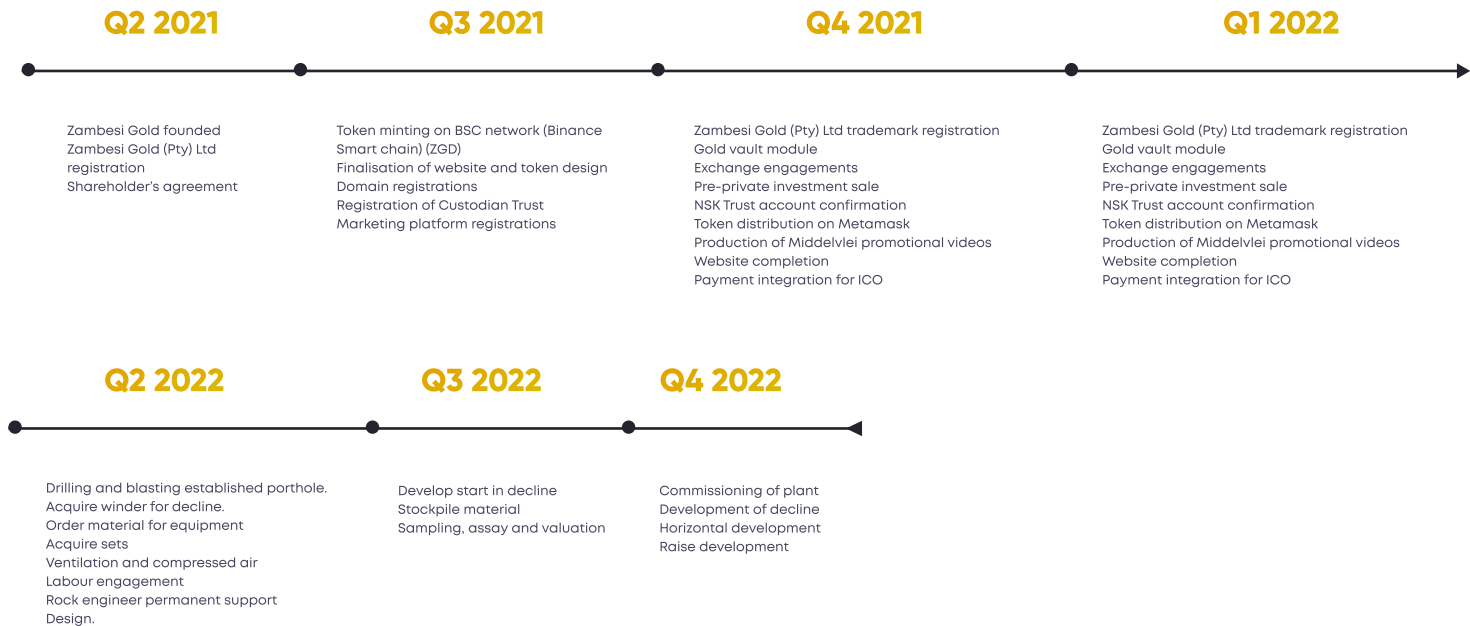 Q2 2021
Zambesi Gold founded
Zambesi Gold (Pty) Ltd
registration
Shareholder's agreement
Q3 2021
Token minting on BSC network (Binance
Smart chain) (ZGD)
Finalisation of website and token design
Domain registrations
Registration of Custodian Trust
Marketing platform registrations
Q4 2021
Zambesi Gold (Pty) Ltd trademark registration
Gold vault module
Exchange engagements
Pre-private investment sale
NSK Trust account confirmation
Token distribution on Metamask
Production of Middelvlei promotional videos
Website completion
Payment integration for ICO
Q1 2022
Zambesi Gold (Pty) Ltd trademark registration
Gold vault module
Exchange engagements
Pre-private investment sale
NSK Trust account confirmation
Token distribution on Metamask
Production of Middelvlei promotional videos
Website completion
Payment integration for ICO
Q2 2022
Drilling and blasting established porthole.
Acquire winder for decline.
Order material for equipment
Acquire sets
Ventilation and compressed air
Labour engagement
Rock engineer permanent support
Design.
Q3 2022
Develop start in decline
Stockpile material
Sampling, assay and valuation
Q4 2022
Commissioning of plant
Development of decline
Horizontal development
Raise development